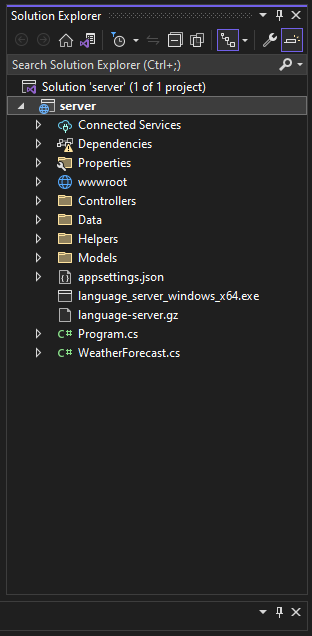 Solution Explorer
Search Solution Explorer (Ctrl+;)
Solution 'server' (1 of 1 project)
server
Connected Services
Dependencies
Properties
wwwroot
Controllers
Data
Helpers
Models
appsettings.json
language_server_windows_x64.exe
language-server.gz
C# Program.cs
C# WeatherForecast.cs